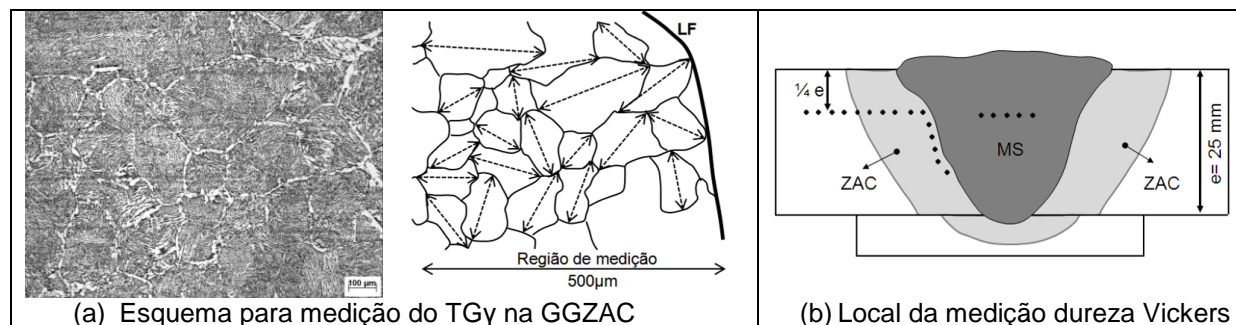 100 µm
LF
Região de medição
500µm
(a) Esquema para medição do TGγ na GGZAC
¼ e
MS
ZAC
ZAC
e= 25 mm
(b) Local da medição dureza Vickers